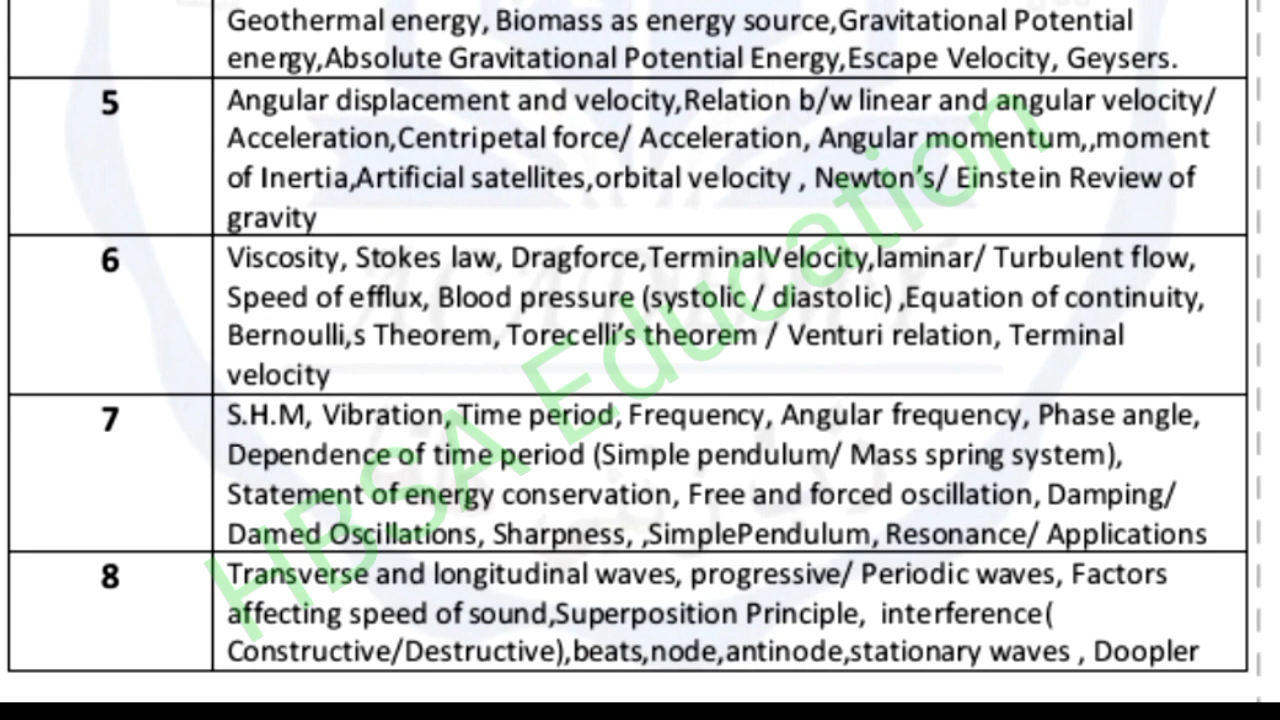 Geothermal energy, Biomass as energy source,Gravitational Potential
energy,Absolute Gravitational Potential Energy,Escape Velocity, Geysers.
5
Angular displacement and velocity,Relation b/w linear and angular velocity/
Acceleration,Centripetal force/ Acceleration, Angular momentum,,moment
of Inertia,Artificial satellites,orbital velocity , Newton’s/ Einstein Review of
gravity
6
Viscosity, Stokes law, Dragforce,TerminalVelocity,laminar/ Turbulent flow,
Speed of efflux, Blood pressure (systolic / diastolic) ,Equation of continuity,
Bernoulli,s Theorem, Torecelli’s theorem / Venturi relation, Terminal
velocity
7
S.H.M, Vibration,Time period, Frequency, Angular frequency, Phase angle,
Dependence of time period (Simple pendulum/ Mass spring system),
Statement of energy conservation, Free and forced oscillation, Damping/
Damed Oscillations, Sharpness, ,SimplePendulum, Resonance/ Applications
8
Transverse and longitudinal waves, progressive/ Periodic waves, Factors
affecting speed of sound,Superposition Principle,  interference(
Constructive/Destructive),beats,node,antinode,stationary waves , Doopler
HBSA Education